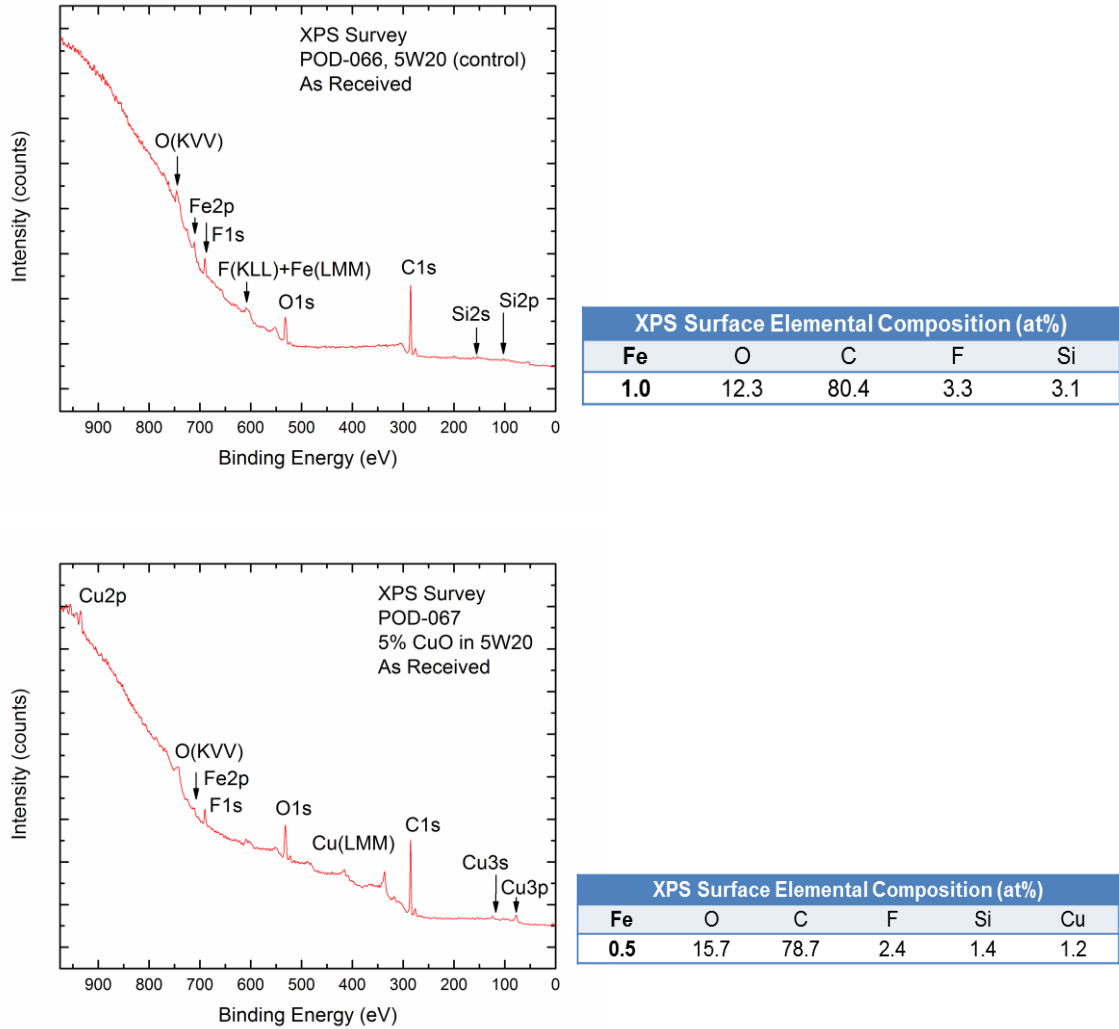 XPS Survey
POD-066, 5W20 (control)
As Received
O(KVV)
Fe2p
F1s
F(KLL)+Fe(LMM)
O1s
C1s
Si2s
Si2p
Intensity (counts)
900 800 700 600 500 400 300 200 100 0
Binding Energy (eV)
XPS Surface Elemental Composition (at%)
Fe O C F Si
1.0 12.3 80.4 3.3 3.1
XPS Survey
POD-067
5% CuO in 5W20
As Received
Cu2p
O(KVV)
Fe2p
F1s
O1s
Cu(LMM)
C1s
Cu3s
Cu3p
Intensity (counts)
900 800 700 600 500 400 300 200 100 0
Binding Energy (eV)
XPS Surface Elemental Composition (at%)
Fe O C F Si Cu
0.5 15.7 78.7 2.4 1.4 1.2